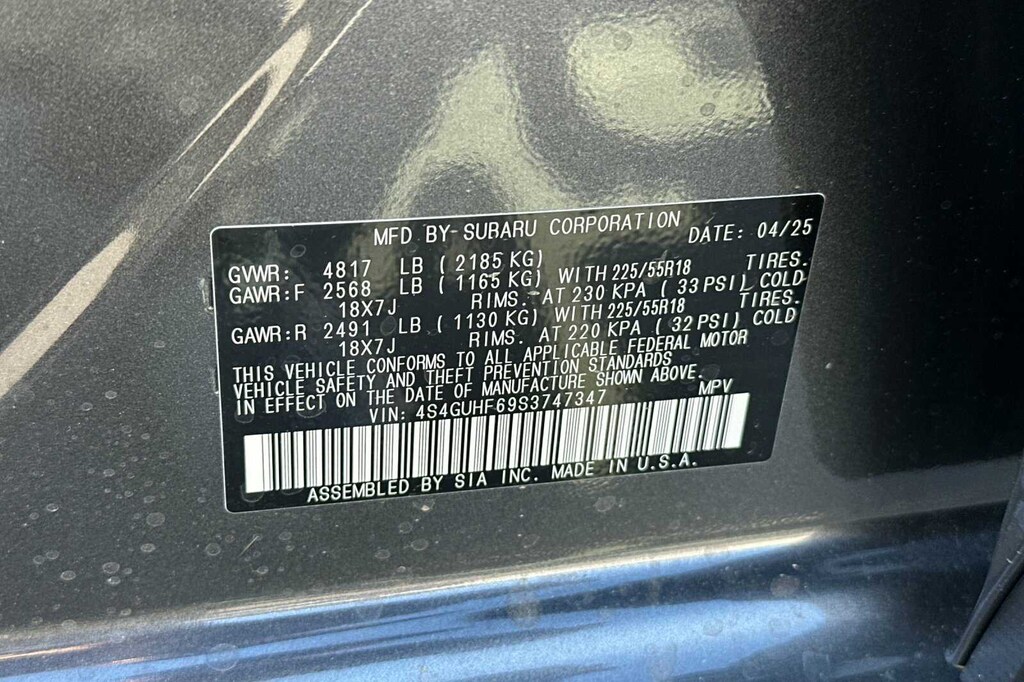 MFD BY-SUBARU CORPORATION DATE: 04/25
GVWR: 4817 LB (2185 KG)
GAWR:F 2568 LB (1165 KG) WITH 225/55R18 TIRES.
18X7J RIMS. AT 230 KPA (33 PSI) COLD
GAWR:R 2491 LB (1130 KG) WITH 225/55R18 TIRES.
18X7J RIMS. AT 220 KPA (32 PSI) COLD
THIS VEHICLE CONFORMS TO ALL APPLICABLE FEDERAL MOTOR
VEHICLE SAFETY AND THEFT PREVENTION STANDARDS
IN EFFECT ON THE DATE OF MANUFACTURE SHOWN ABOVE.
VIN: 4S4GUHF69S3747347 MPV
ASSEMBLED BY SIA INC. MADE IN U.S.A.